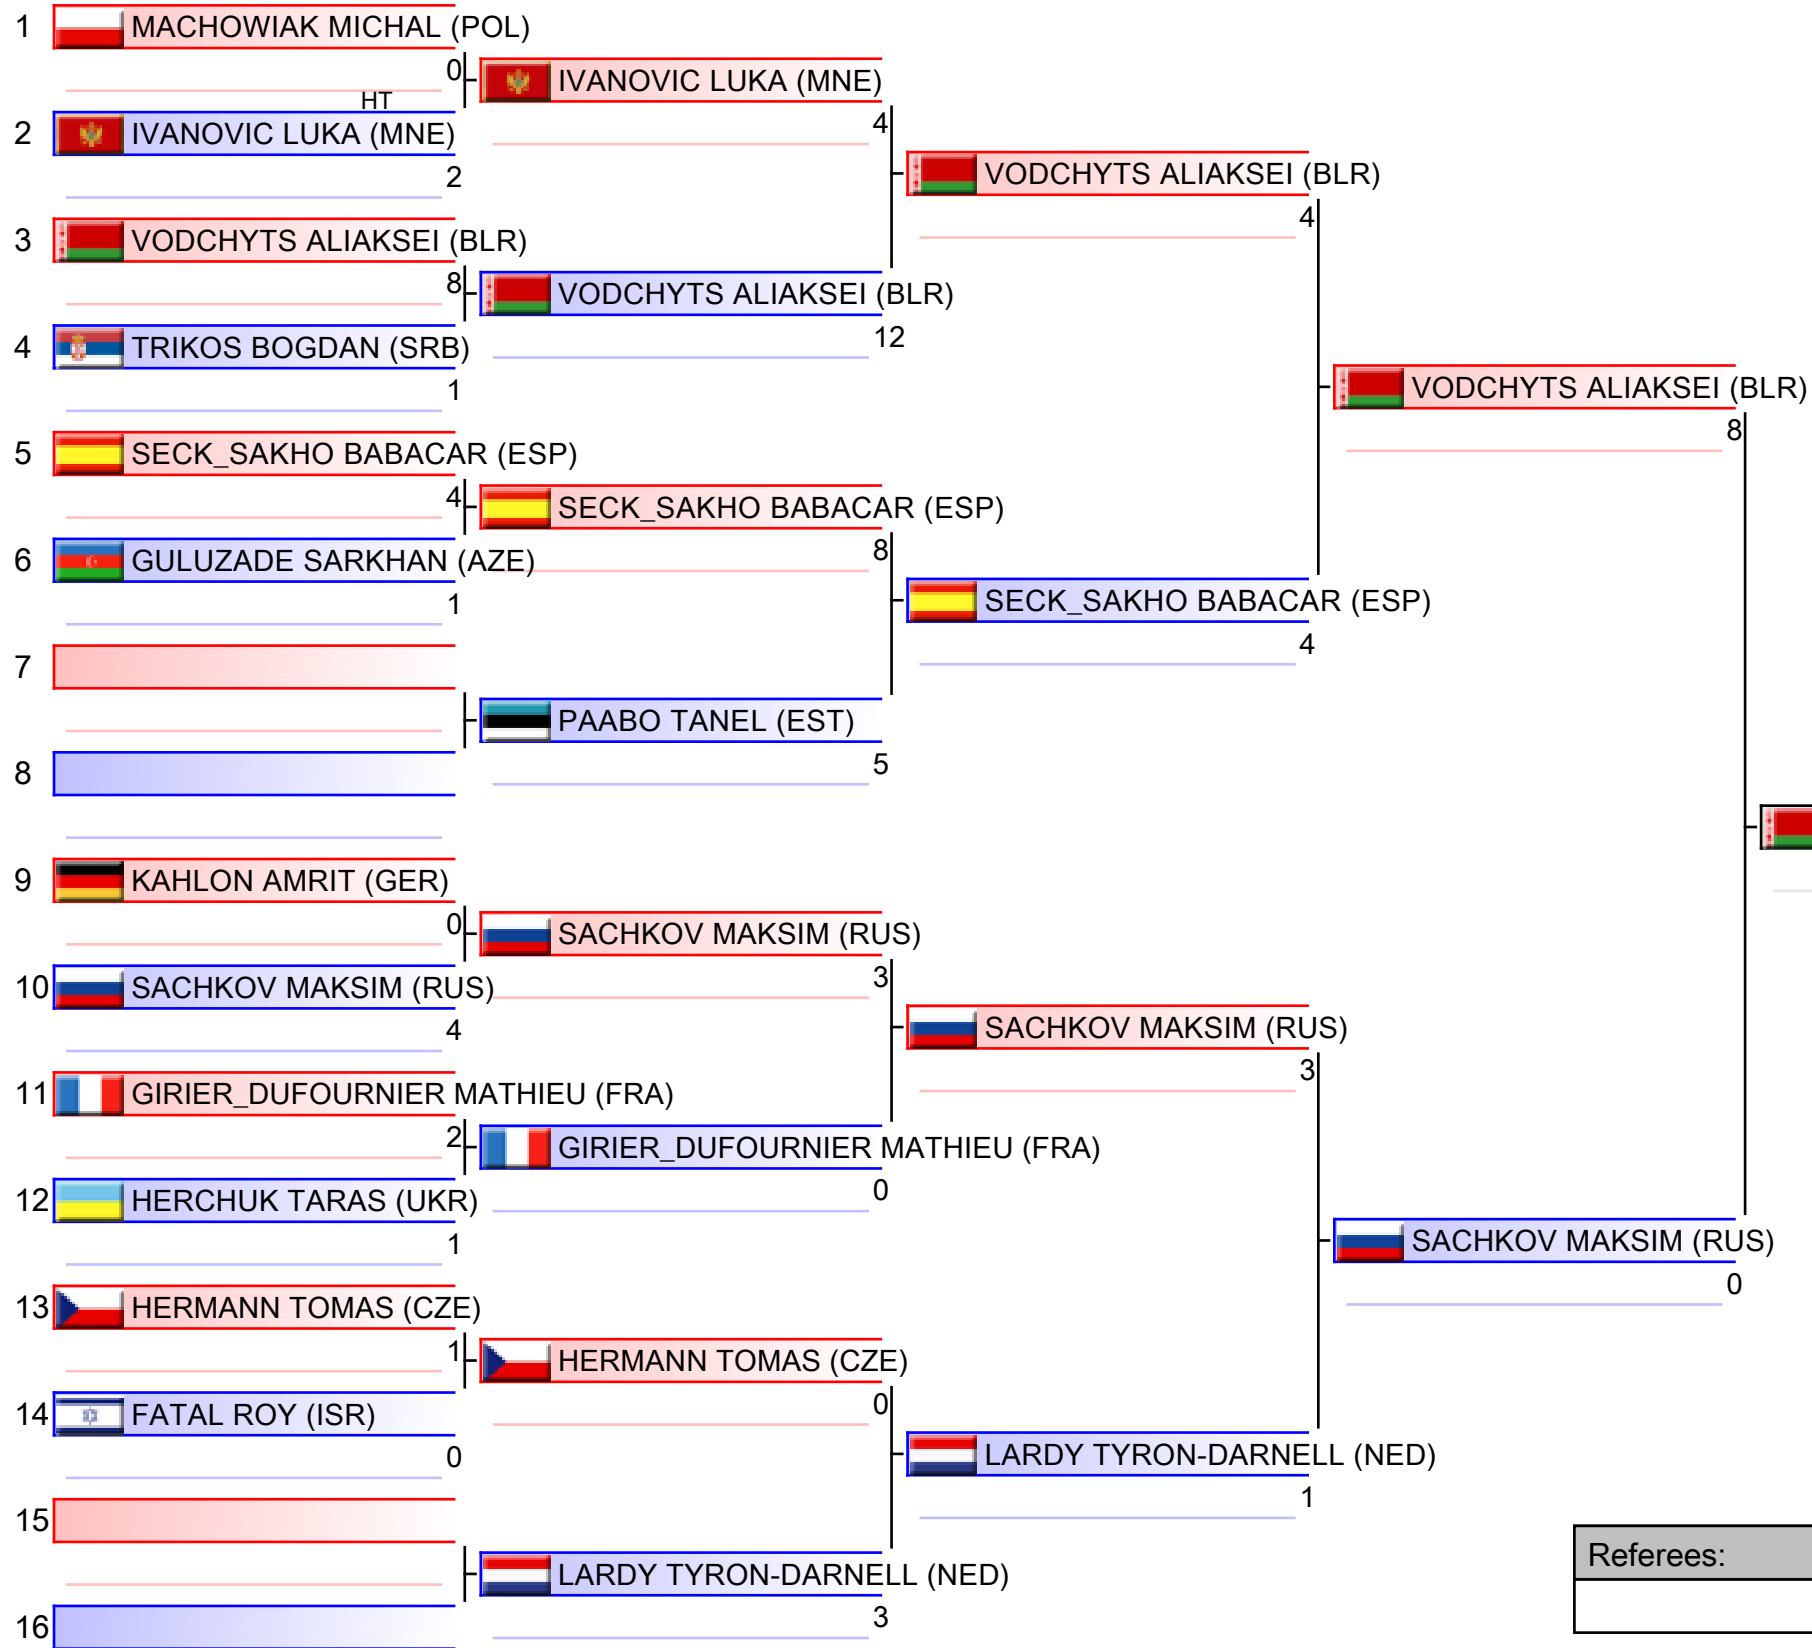 1 MACHOWIAK MICHAL (POL)
0
IVANOVIC LUKA (MNE)
HT
4
2 IVANOVIC LUKA (MNE)
2
VODCHYTS ALIAKSEI (BLR)
4
3 VODCHYTS ALIAKSEI (BLR)
8
VODCHYTS ALIAKSEI (BLR)
12
4 TRIKOS BOGDAN (SRB)
1
VODCHYTS ALIAKSEI (BLR)
8
5 SECK_SAKHO BABACAR (ESP)
4
SECK_SAKHO BABACAR (ESP)
8
6 GULUZADE SARKHAN (AZE)
1
SECK_SAKHO BABACAR (ESP)
4
7
PAABO TANEL (EST)
5
8
9 KAHLON AMRIT (GER)
0
SACHKOV MAKSIM (RUS)
3
10 SACHKOV MAKSIM (RUS)
4
SACHKOV MAKSIM (RUS)
3
11 GIRIER_DUFOURNIER MATHIEU (FRA)
2
GIRIER_DUFOURNIER MATHIEU (FRA)
0
12 HERCHUK TARAS (UKR)
1
SACHKOV MAKSIM (RUS)
0
13 HERMANN TOMAS (CZE)
1
HERMANN TOMAS (CZE)
0
14 FATAL ROY (ISR)
0
LARDY TYRON-DARNELL (NED)
1
15
LARDY TYRON-DARNELL (NED)
3
16
Referees: